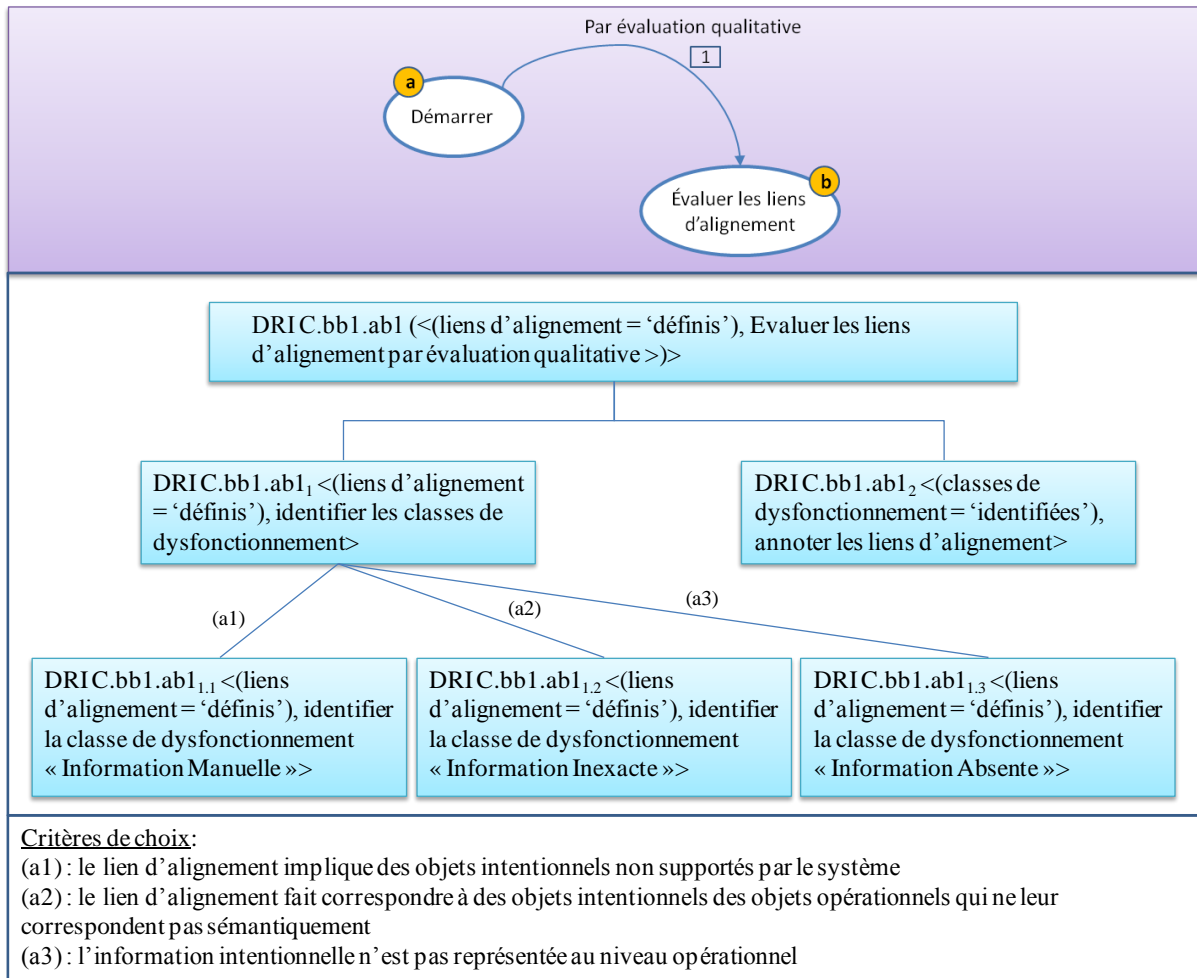 Par évaluation qualitative
1
a
Démarrer
b
Évaluer les liens
d’alignement
DRIC.bb1.ab1 (<(liens d’alignement = ‘définis’), Evaluer les liens
d’alignement par évaluation qualitative >)>
DRIC.bb1.ab1₁ <(liens d’alignement
= ‘définis’), identifier les classes de
dysfonctionnement>
DRIC.bb1.ab1₂ <(classes de
dysfonctionnement = ‘identifiées’),
annoter les liens d’alignement>
(a1)
(a2)
(a3)
DRIC.bb1.ab1₁.₁ <(liens
d’alignement = ‘définis’), identifier
la classe de dysfonctionnement
« Information Manuelle »>
DRIC.bb1.ab1₁.₂ <(liens
d’alignement = ‘définis’), identifier
la classe de dysfonctionnement
« Information Inexacte »>
DRIC.bb1.ab1₁.₃ <(liens
d’alignement = ‘définis’), identifier
la classe de dysfonctionnement
« Information Absente »>
Critères de choix:
(a1) : le lien d’alignement implique des objets intentionnels non supportés par le système
(a2) : le lien d’alignement fait correspondre à des objets intentionnels des objets opérationnels qui ne leur
correspondent pas sémantiquement
(a3) : l’information intentionnelle n’est pas représentée au niveau opérationnel